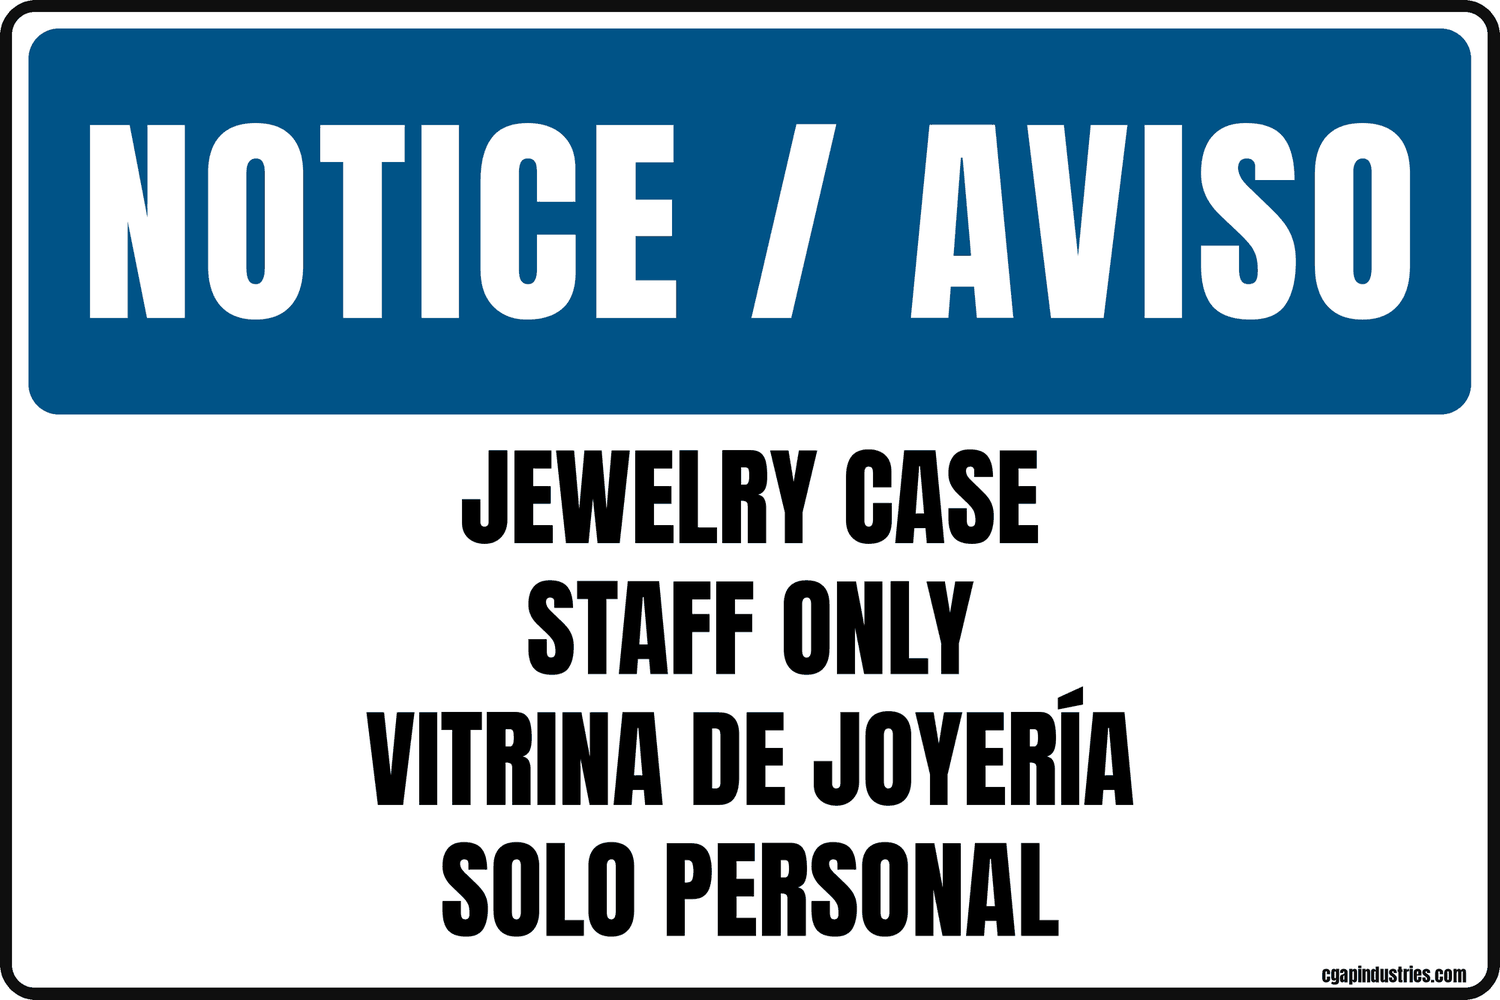 NOTICE / AVISO
JEWELRY CASE
STAFF ONLY
VITRINA DE JOYERÍA
SOLO PERSONAL
cgapindustries.com